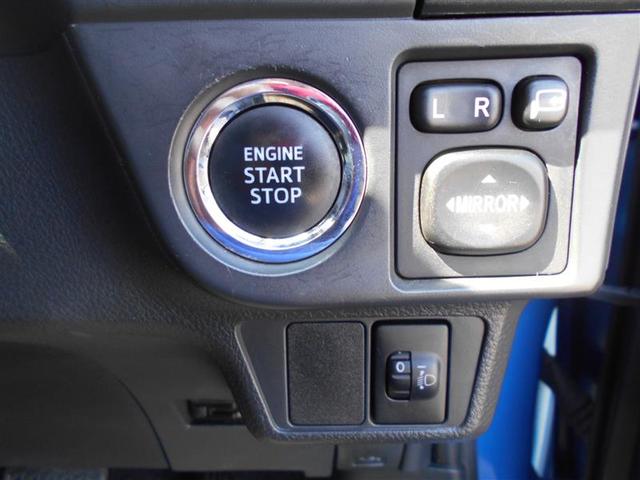 ENGINE
START
STOP
L R
MIRROR
0